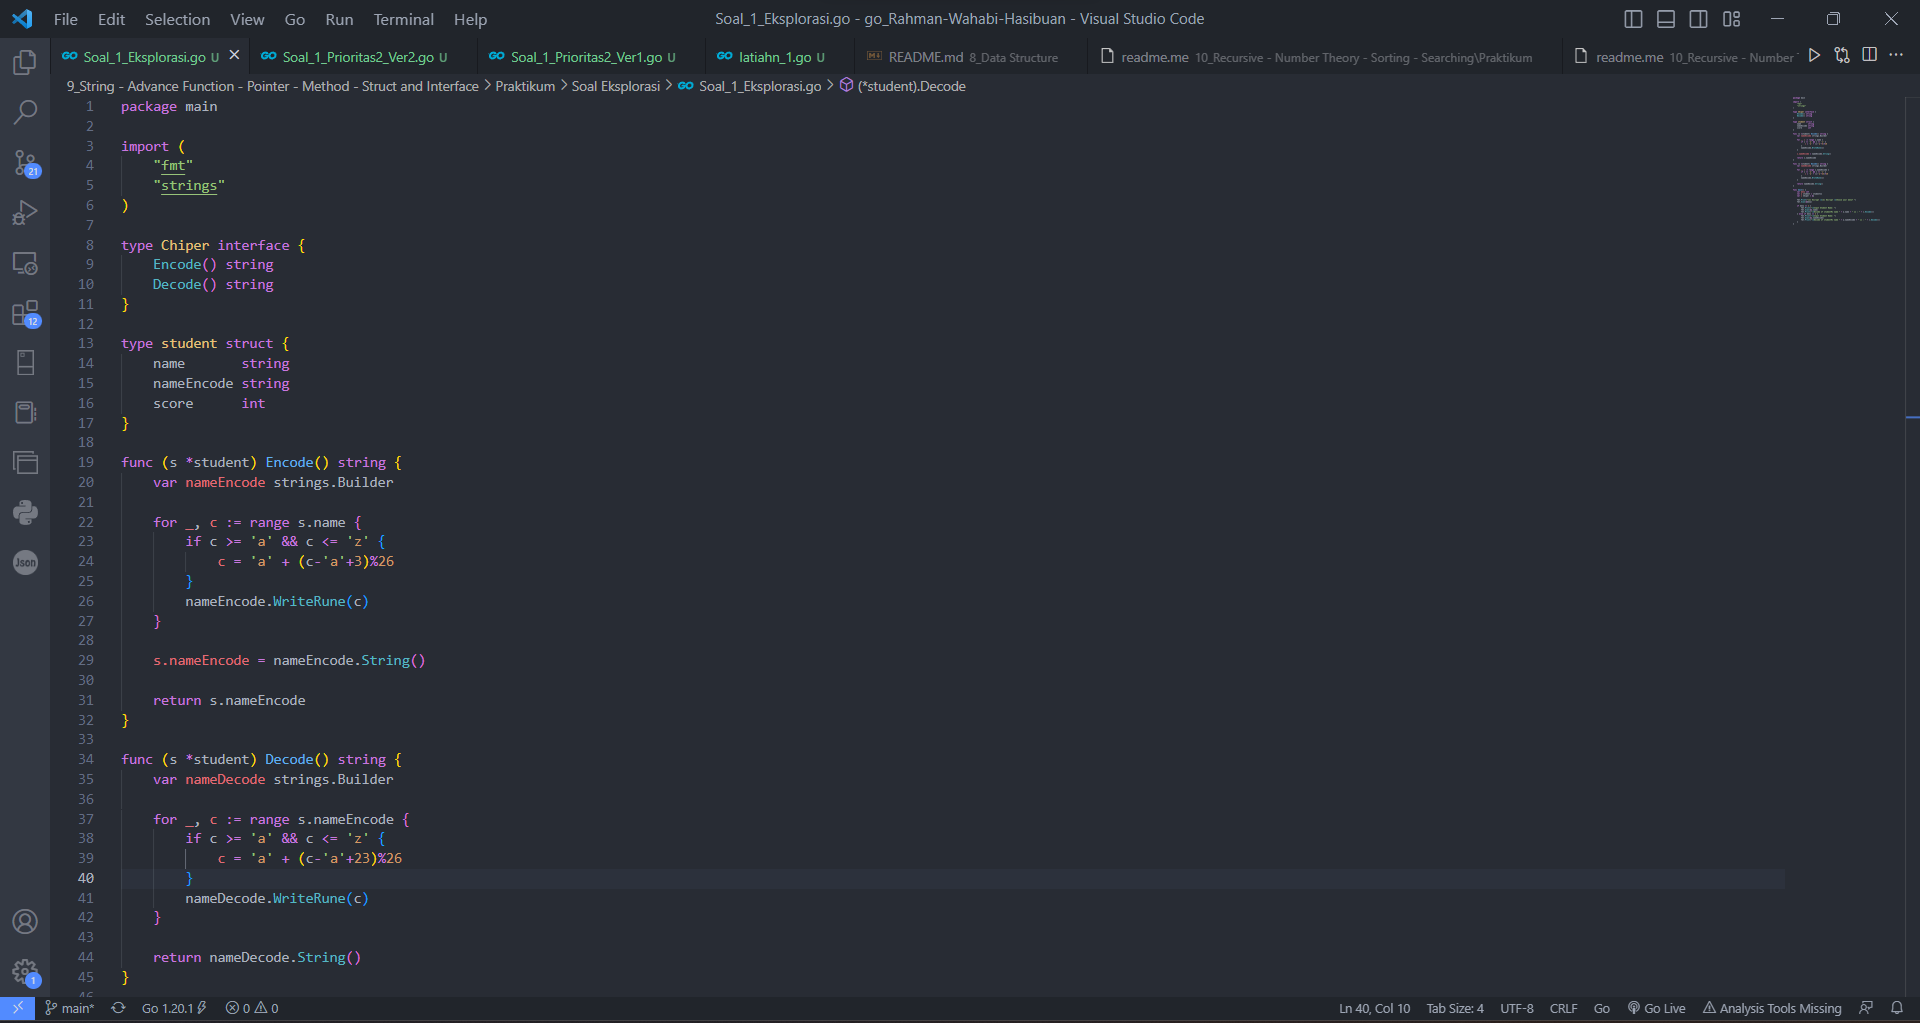 File Edit Selection View Go Run Terminal Help Soal_1_Eksplorasi.go - go_Rahman-Wahabi-Hasibuan - Visual Studio Code
GO Soal_1_Eksplorasi.go U GO Soal_1_Prioritas2_Ver2.go U GO Soal_1_Prioritas2_Ver1.go U GO latiahn_1.go U README.md 8_Data Structure readme.me 10_Recursive - Number Theory - Sorting - Searching\Praktikum readme.me 10_Recursive - Number
9_String - Advance Function - Pointer - Method - Struct and Interface > Praktikum > Soal Eksplorasi > GO Soal_1_Eksplorasi.go > (*student).Decode
1 package main
2
3 import (
4 "fmt"
5 "strings"
6 )
7
8 type Chiper interface {
9 Encode() string
10 Decode() string
11 }
12
13 type student struct {
14 name string
15 nameEncode string
16 score int
17 }
18
19 func (s *student) Encode() string {
20 var nameEncode strings.Builder
21
22 for _, c := range s.name {
23 if c >= 'a' && c <= 'z' {
24 c = 'a' + (c-'a'+3)%26
25 }
26 nameEncode.WriteRune(c)
27 }
28
29 s.nameEncode = nameEncode.String()
30
31 return s.nameEncode
32 }
33
34 func (s *student) Decode() string {
35 var nameDecode strings.Builder
36
37 for _, c := range s.nameEncode {
38 if c >= 'a' && c <= 'z' {
39 c = 'a' + (c-'a'+23)%26
40 }
41 nameDecode.WriteRune(c)
42 }
43
44 return nameDecode.String()
45 }
21
12
Json
1
main* Go 1.20.1 0 0 Ln 40, Col 10 Tab Size: 4 UTF-8 CRLF Go Go Live Analysis Tools Missing